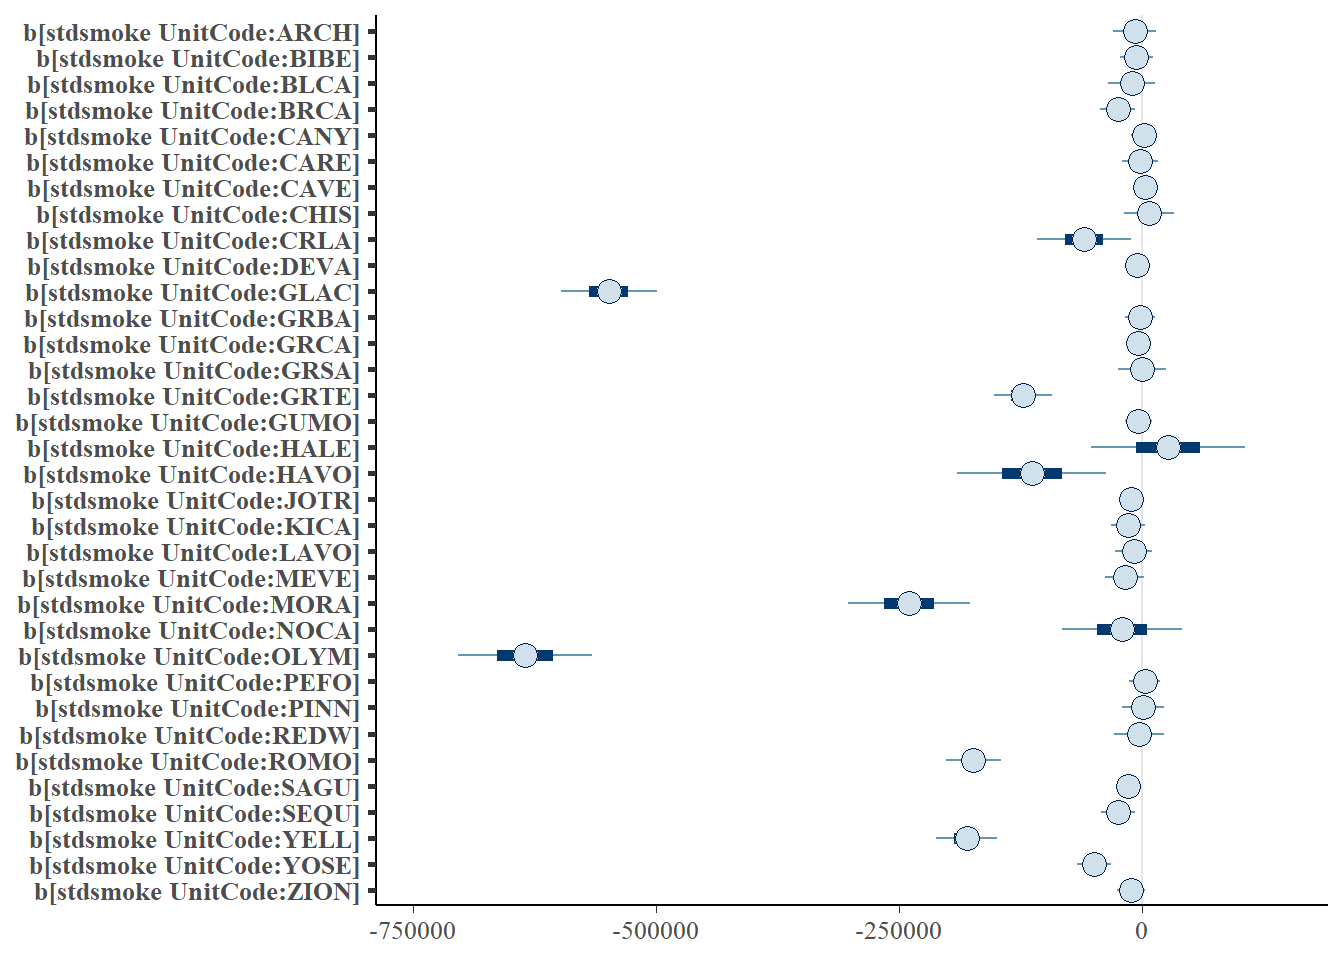 b[stdsmoke UnitCode:ARCH]
b[stdsmoke UnitCode:BIBE]
b[stdsmoke UnitCode:BLCA]
b[stdsmoke UnitCode:BRCA]
b[stdsmoke UnitCode:CANY]
b[stdsmoke UnitCode:CARE]
b[stdsmoke UnitCode:CAVE]
b[stdsmoke UnitCode:CHIS]
b[stdsmoke UnitCode:CRLA]
b[stdsmoke UnitCode:DEVA]
b[stdsmoke UnitCode:GLAC]
b[stdsmoke UnitCode:GRBA]
b[stdsmoke UnitCode:GRCA]
b[stdsmoke UnitCode:GRSA]
b[stdsmoke UnitCode:GRTE]
b[stdsmoke UnitCode:GUMO]
b[stdsmoke UnitCode:HALE]
b[stdsmoke UnitCode:HAVO]
b[stdsmoke UnitCode:JOTR]
b[stdsmoke UnitCode:KICA]
b[stdsmoke UnitCode:LAVO]
b[stdsmoke UnitCode:MEVE]
b[stdsmoke UnitCode:MORA]
b[stdsmoke UnitCode:NOCA]
b[stdsmoke UnitCode:OLYM]
b[stdsmoke UnitCode:PEFO]
b[stdsmoke UnitCode:PINN]
b[stdsmoke UnitCode:REDW]
b[stdsmoke UnitCode:ROMO]
b[stdsmoke UnitCode:SAGU]
b[stdsmoke UnitCode:SEQU]
b[stdsmoke UnitCode:YELL]
b[stdsmoke UnitCode:YOSE]
b[stdsmoke UnitCode:ZION]
-750000 -500000 -250000 0